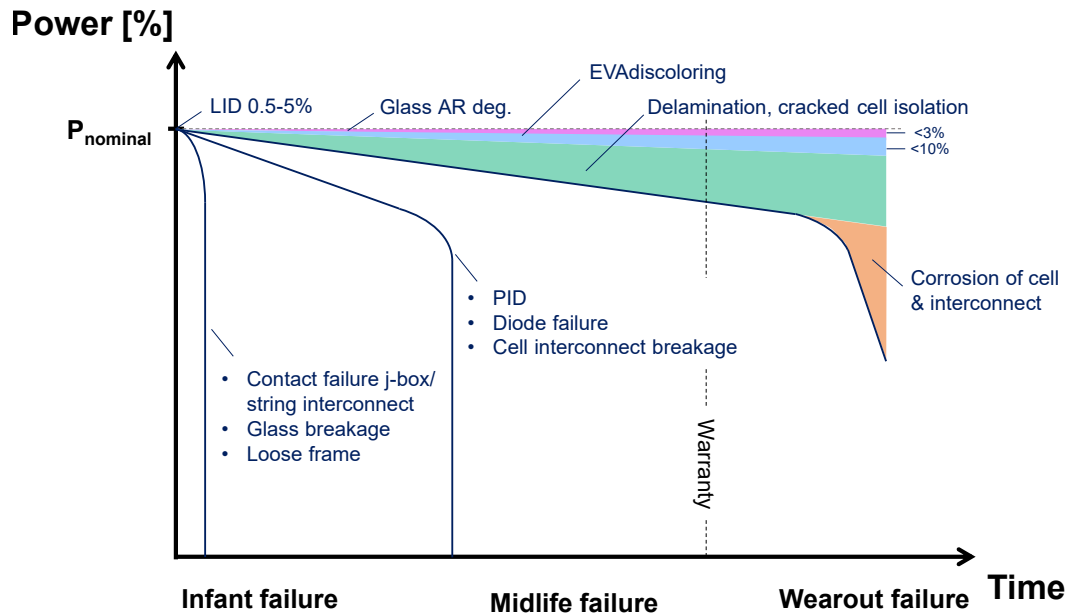 Power [%]
EVAdiscoloring
LID 0.5-5%
Glass AR deg.
Delamination, cracked cell isolation
Pnominal
<3%
<10%
Corrosion of cell
& interconnect
• PID
• Diode failure
• Cell interconnect breakage
• Contact failure j-box/
string interconnect
• Glass breakage
• Loose frame
Warranty
Infant failure
Midlife failure
Wearout failure
Time